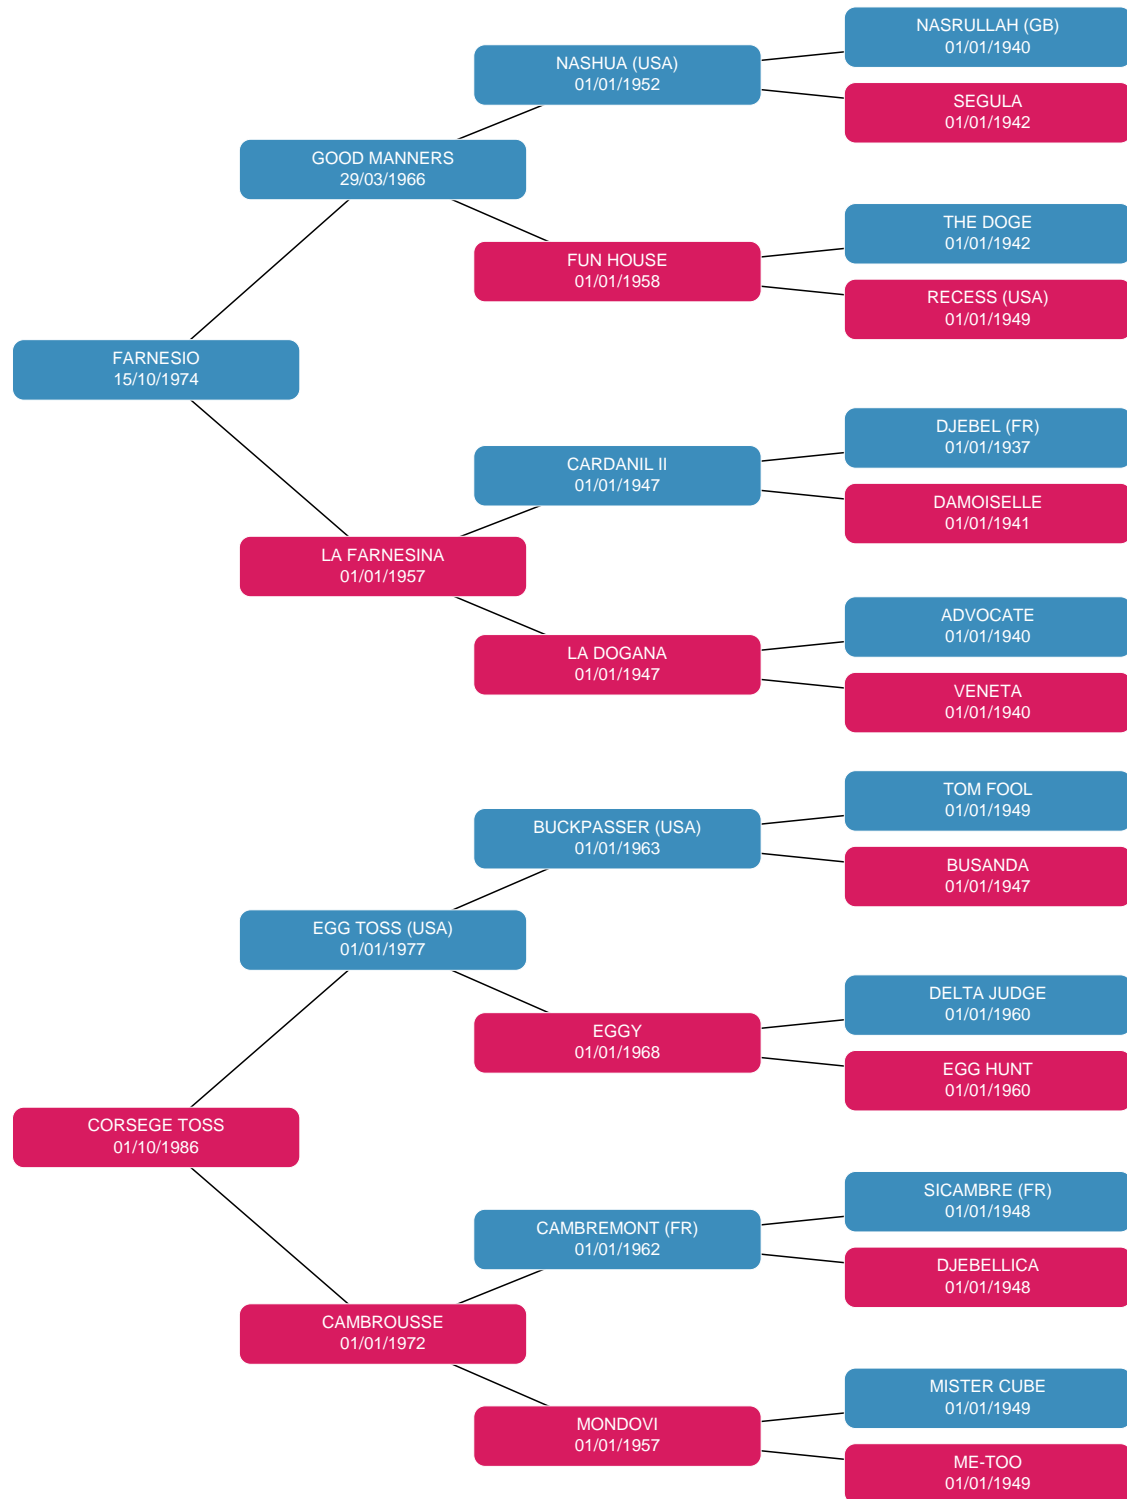 NASRULLAH (GB)
01/01/1940
NASHUA (USA)
01/01/1952
SEGULA
01/01/1942
GOOD MANNERS
29/03/1966
THE DOGE
01/01/1942
FUN HOUSE
01/01/1958
RECESS (USA)
01/01/1949
FARNESIO
15/10/1974
DJEBEL (FR)
01/01/1937
CARDANIL II
01/01/1947
DAMOISELLE
01/01/1941
LA FARNESINA
01/01/1957
ADVOCATE
01/01/1940
LA DOGANA
01/01/1947
VENETA
01/01/1940
TOM FOOL
01/01/1949
BUCKPASSER (USA)
01/01/1963
BUSANDA
01/01/1947
EGG TOSS (USA)
01/01/1977
DELTA JUDGE
01/01/1960
EGGY
01/01/1968
EGG HUNT
01/01/1960
CORSEGE TOSS
01/10/1986
SICAMBRE (FR)
01/01/1948
CAMBREMONT (FR)
01/01/1962
DJEBELLICA
01/01/1948
CAMBROUSSE
01/01/1972
MISTER CUBE
01/01/1949
MONDOVI
01/01/1957
ME-TOO
01/01/1949